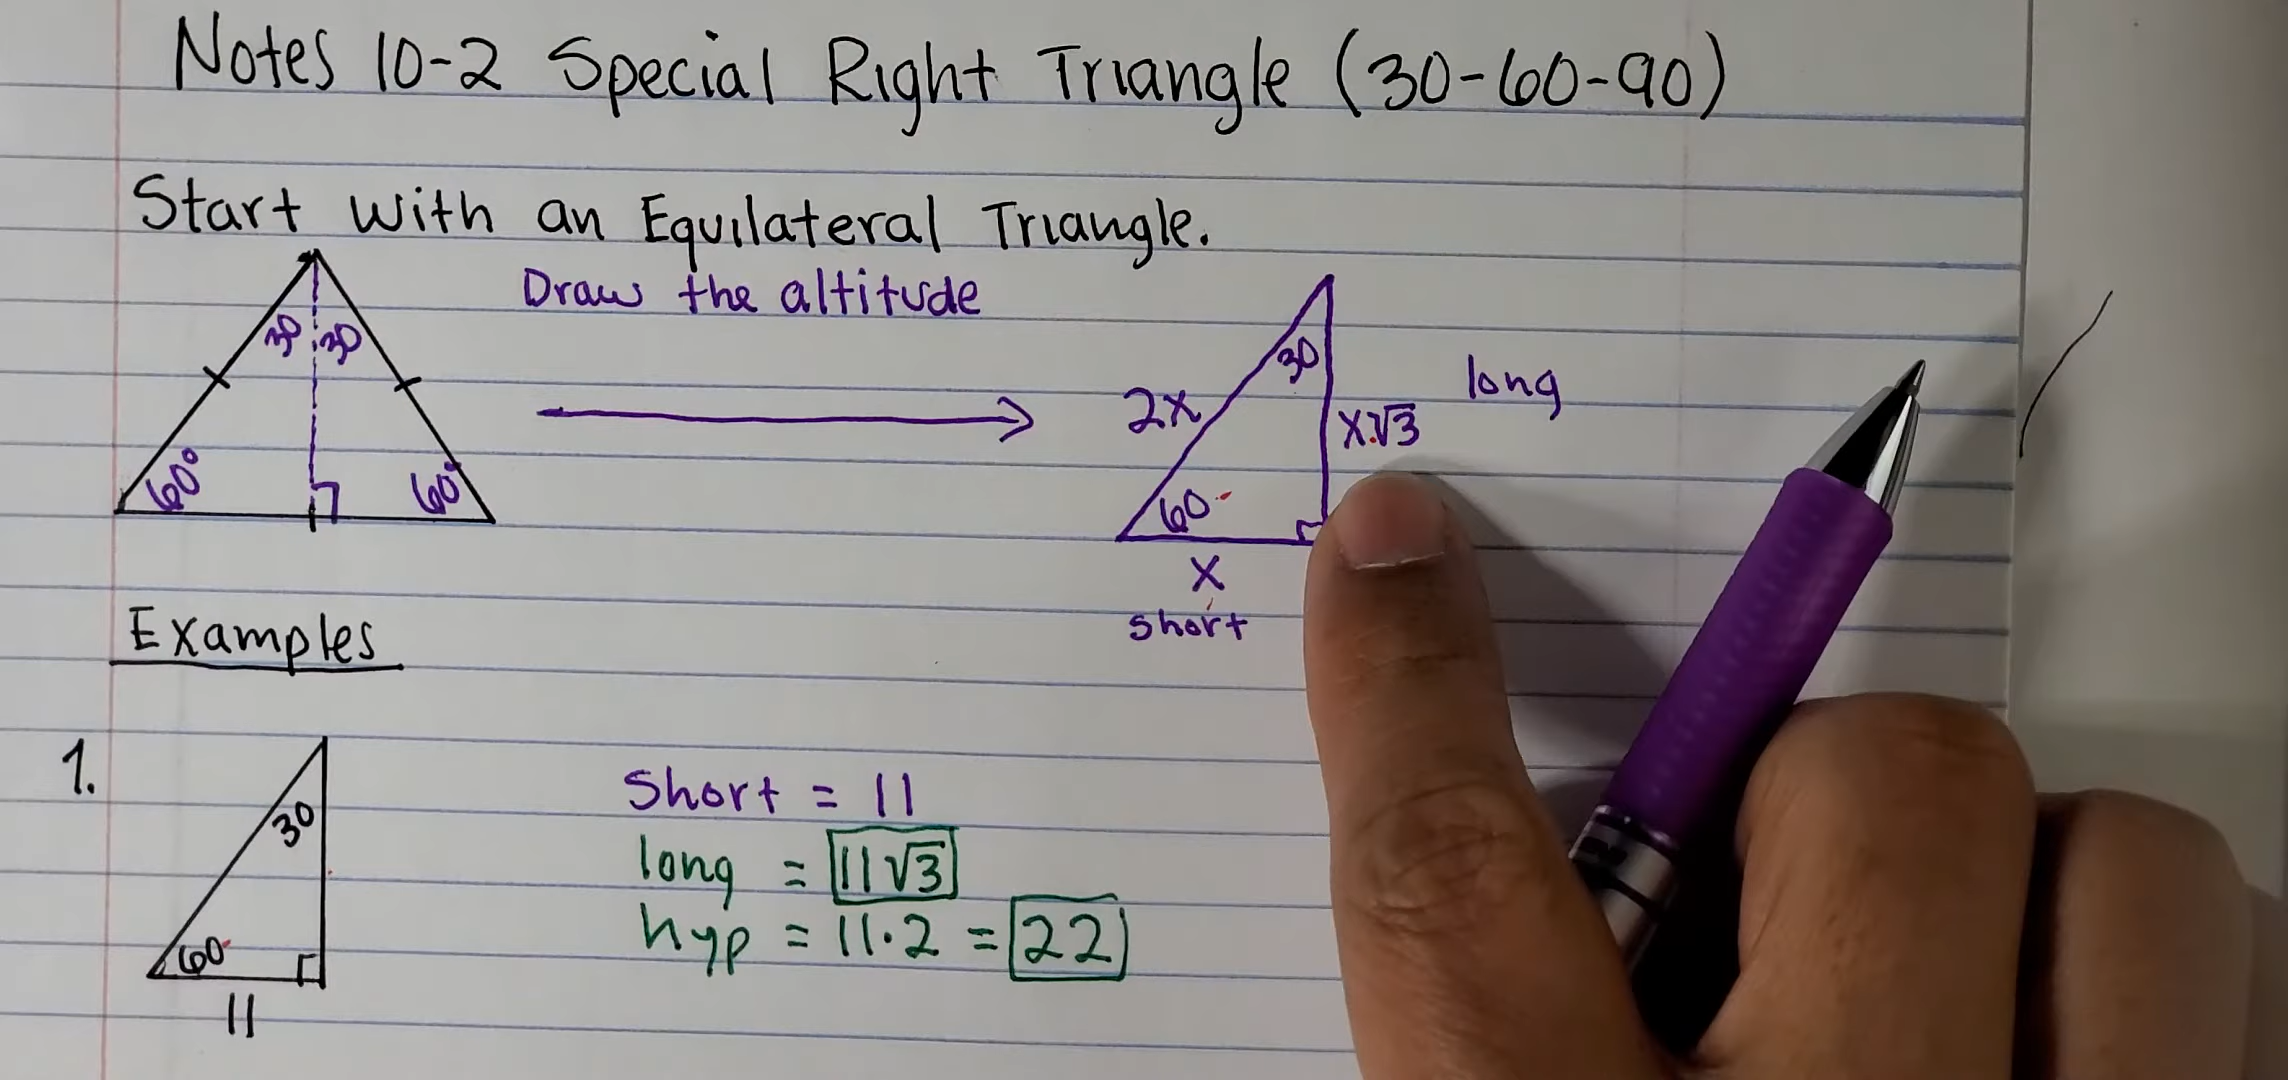 Notes 10-2 Special Right Triangle (30-60-90)
Start with an Equilateral Triangle.
Draw the altitude
30 30
60° 60°
30
2x
x·√3
long
60
x
short
Examples
1.
30
60
11
Short = 11
long = 11√3
hyp = 11·2 = 22